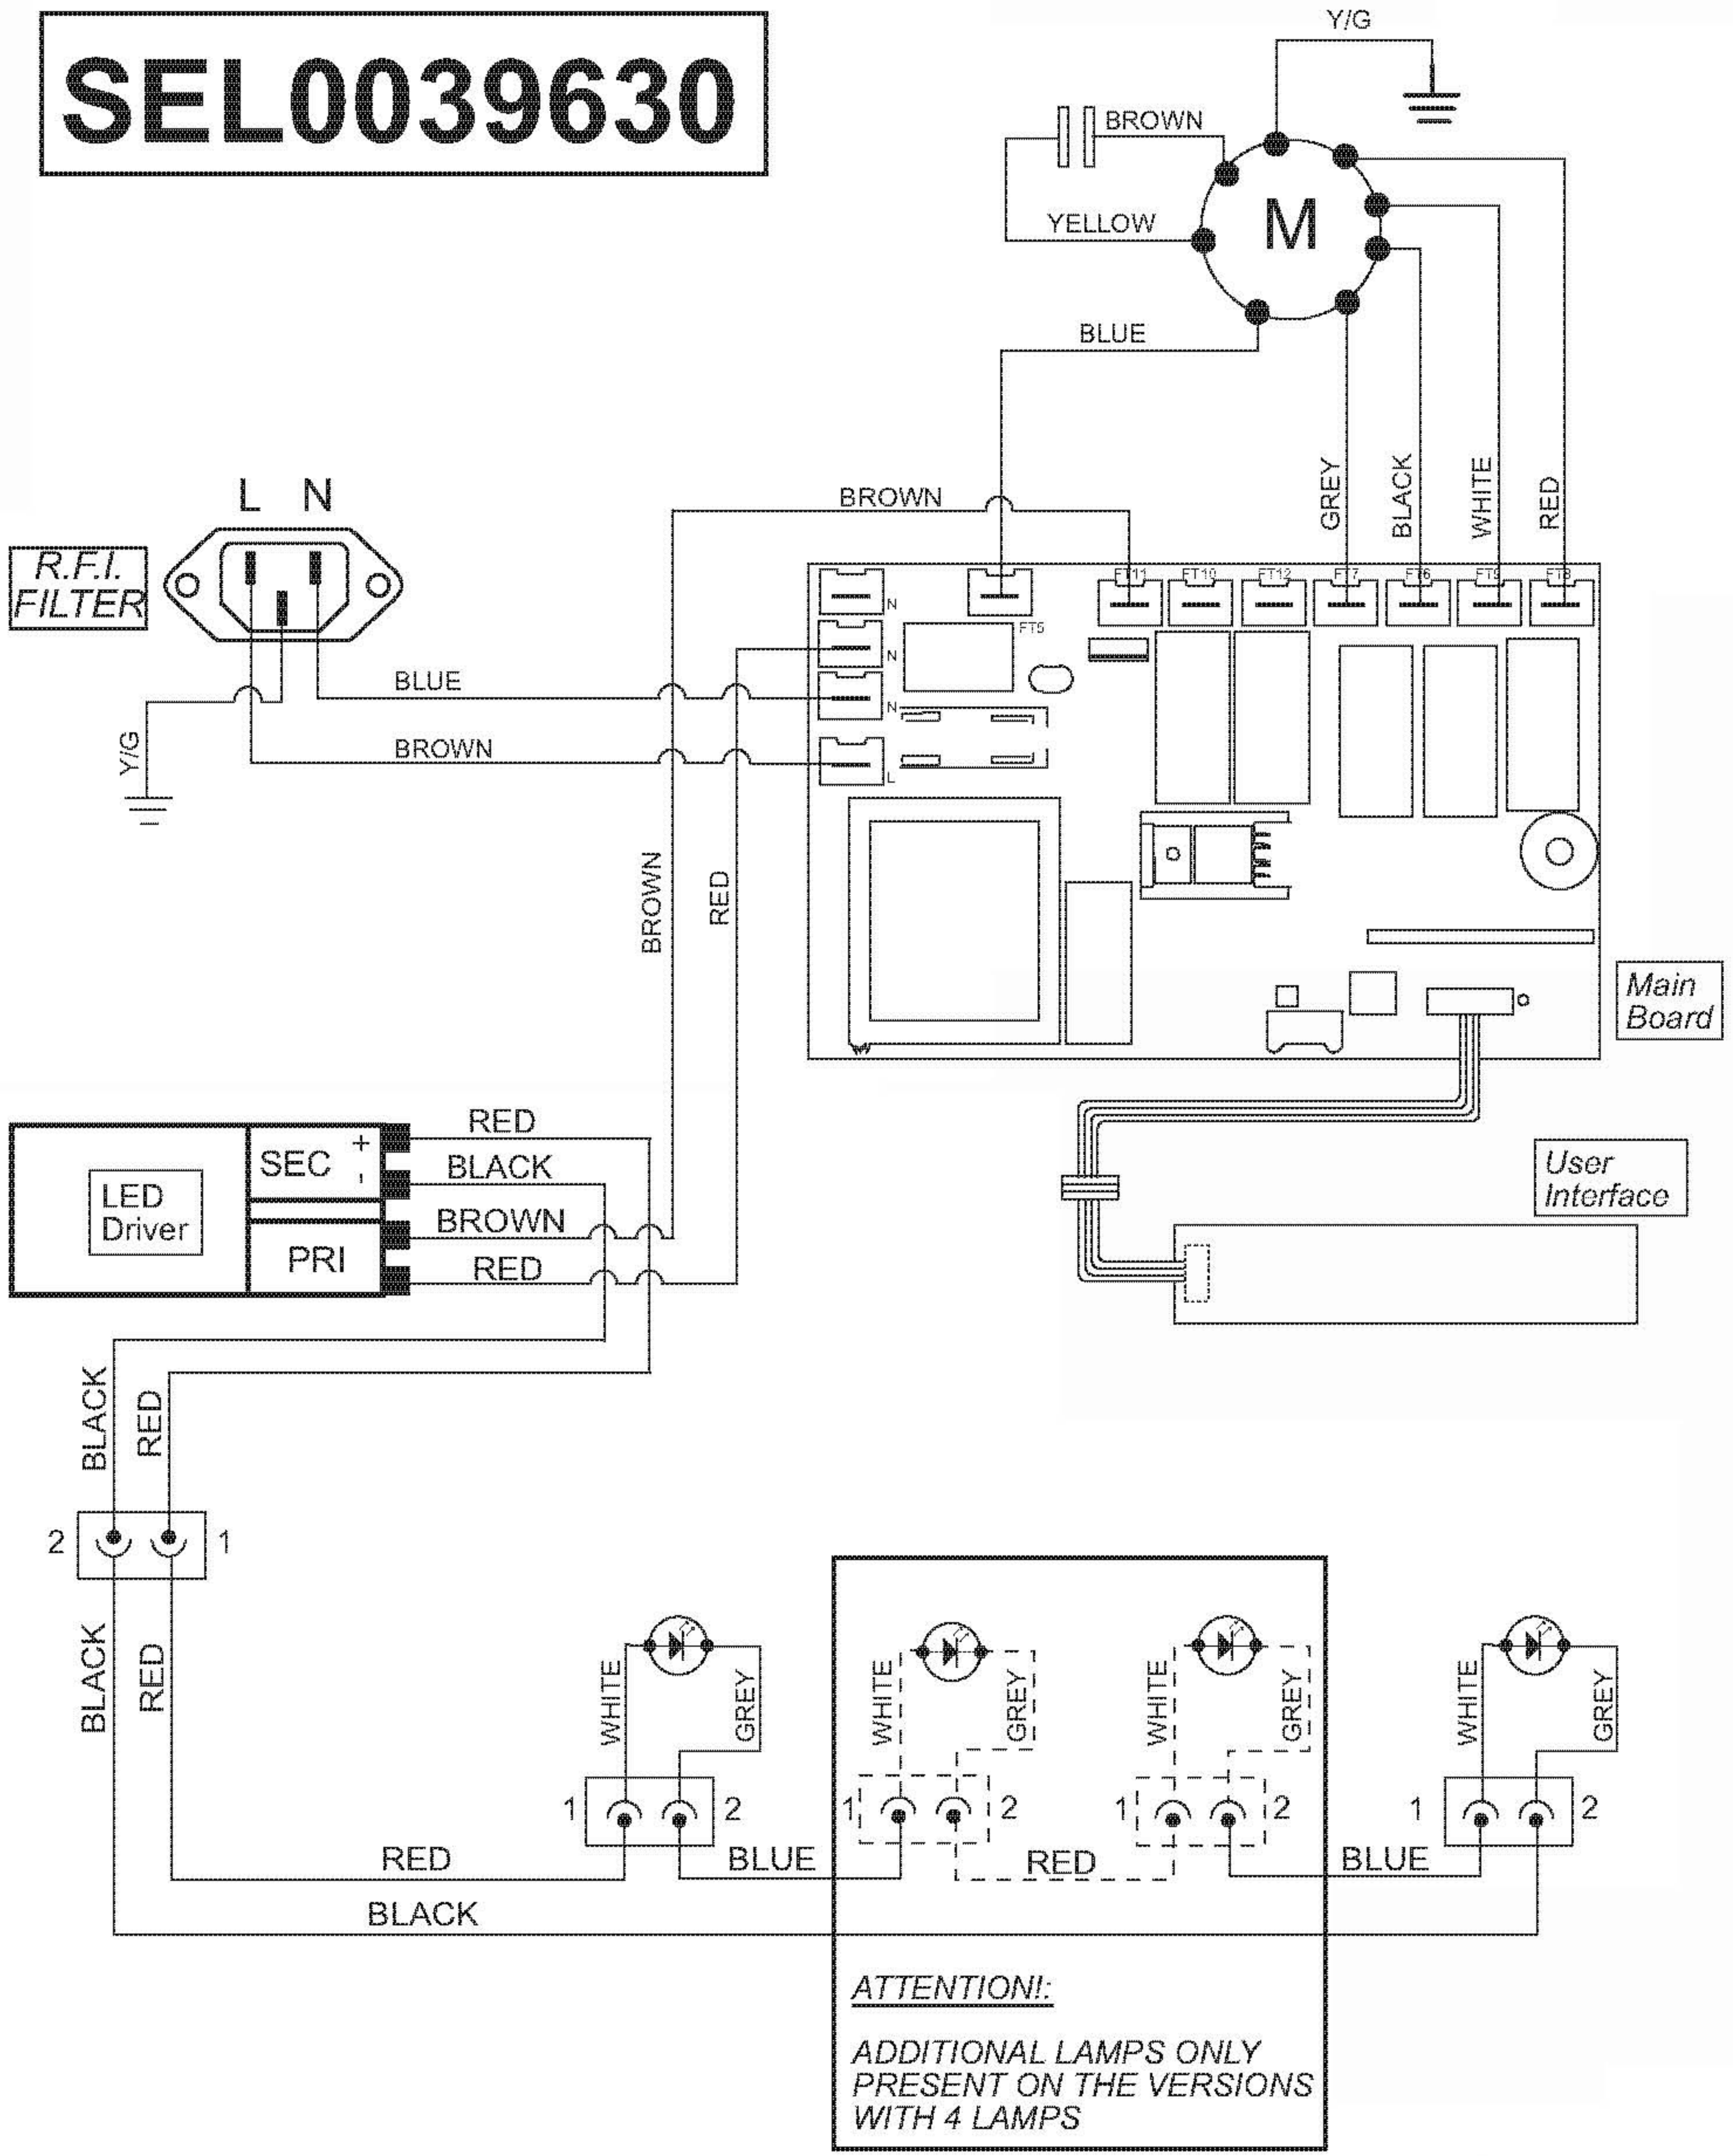 SEL0039630
Y/G
BROWN
M
YELLOW
BLUE
GREY
BLACK
WHITE
RED
L N
R.F.I.
FILTER
BROWN
FT11 FT10 FT12 FT7 FT6 FT9 FT8
N
FT5
N
N
L
BLUE
BROWN
Y/G
BROWN
RED
Main
Board
LED
Driver
SEC + -
PRI
RED
BLACK
BROWN
RED
User
Interface
BLACK
RED
2 1
BLACK
RED
WHITE
GREY
WHITE
GREY
WHITE
GREY
WHITE
GREY
1 2
1 2
1 2
1 2
RED
BLUE
RED
BLUE
BLACK
ATTENTION!:
ADDITIONAL LAMPS ONLY
PRESENT ON THE VERSIONS
WITH 4 LAMPS